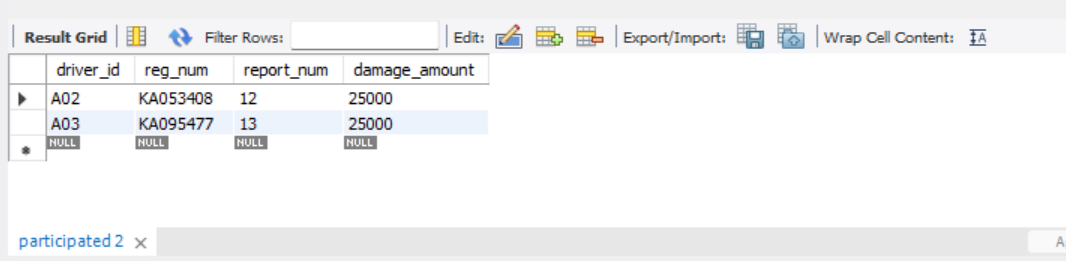 Result Grid Filter Rows: Edit: Export/Import: Wrap Cell Content: IA
driver_id reg_num report_num damage_amount
A02 KA053408 12 25000
A03 KA095477 13 25000
NULL NULL NULL NULL
participated 2 × A